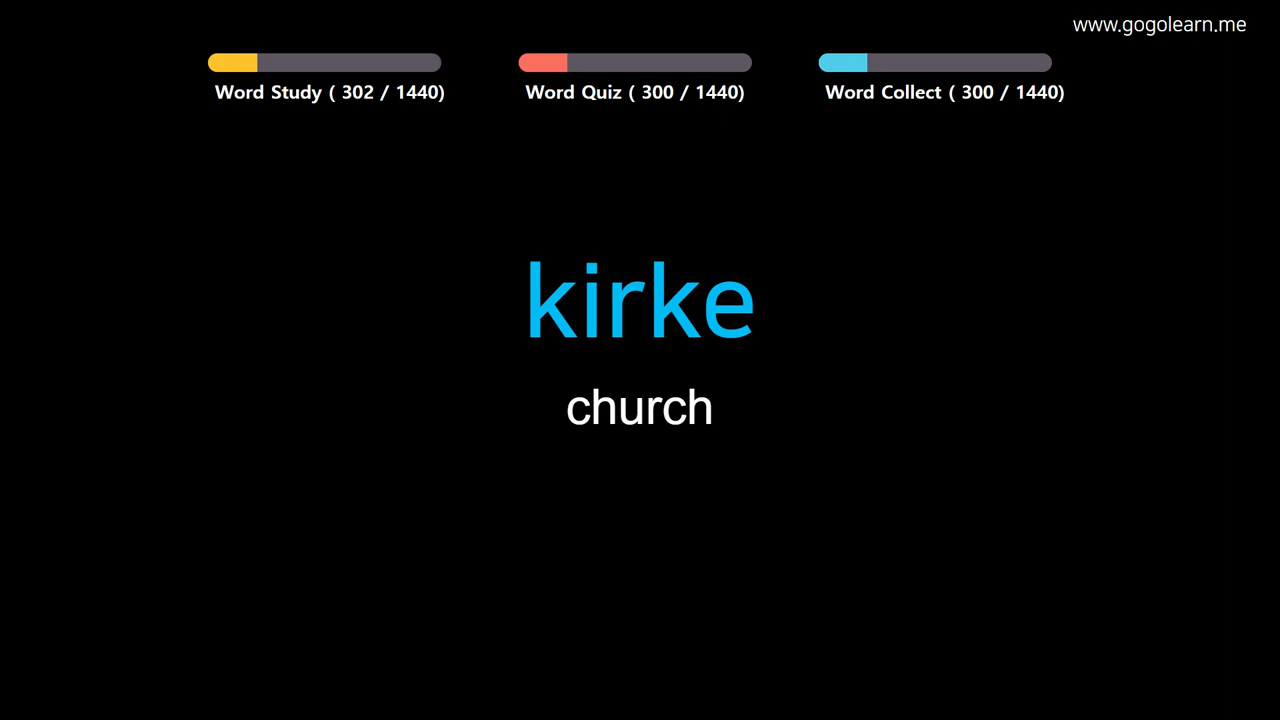 www.gogolearn.me
Word Study ( 302 / 1440)
Word Quiz ( 300 / 1440)
Word Collect ( 300 / 1440)
kirke
church